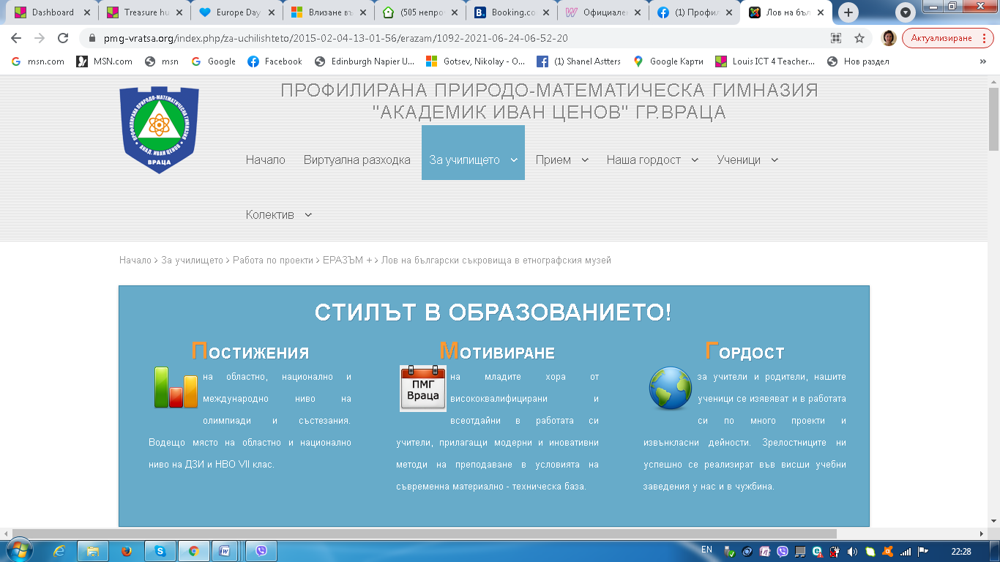 Dashboard
Treasure hu
Europe Day
Влизане въ
(505 непро
Booking.co
Официале
(1) Профи
Лов на бъл
pmg-vratsa.org/index.php/za-uchilishteto/2015-02-04-13-01-56/erazam/1092-2021-06-24-06-52-20
Актуализиране
msn.com
MSN.com
msn
Google
Facebook
Edinburgh Napier U...
Gotsev, Nikolay - O...
(1) Shanel Astters
Google Карти
Louis ICT 4 Teacher...
Нов раздел
»
ПРОФИЛИРАНА ПРИРОДО-МАТЕМАТИЧЕСКА ГИМНАЗИЯ
"АКАДЕМИК ИВАН ЦЕНОВ" ГР.ВРАЦА
ПРОФИЛИРАНА ПРИРОДО-МАТЕМАТИЧЕСКА ГИМНАЗИЯ
АКАД. ИВАН ЦЕНОВ
ВРАЦА
Начало
Виртуална разходка
За училището
Прием
Наша гордост
Ученици
Колектив
Начало > За училището > Работа по проекти > ЕРАЗЪМ + > Лов на български съкровища в етнографския музей
СТИЛЪТ В ОБРАЗОВАНИЕТО!
Постижения
на областно, национално и
международно ниво на
олимпиади и състезания.
Водещо място на областно и национално
ниво на ДЗИ и НВО VII клас.
Мотивиране
ПМГ
Враца
на младите хора от
висококвалифицирани и
всеотдайни в работата си
учители, прилагащи модерни и иновативни
методи на преподаване в условията на
съвременна материално - техническа база.
Гордост
за учители и родители, нашите
ученици се изявяват и в работата
си по много проекти и
извънкласни дейности. Зрелостниците ни
успешно се реализират във висши учебни
заведения у нас и в чужбина.
EN
22:28